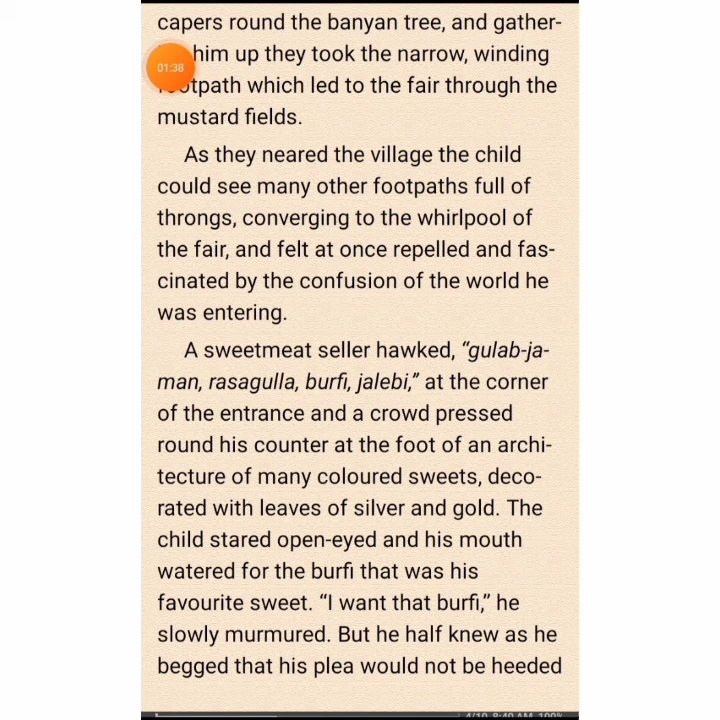 capers round the banyan tree, and gather-
01:38
him up they took the narrow, winding
footpath which led to the fair through the
mustard fields.
As they neared the village the child
could see many other footpaths full of
throngs, converging to the whirlpool of
the fair, and felt at once repelled and fas-
cinated by the confusion of the world he
was entering.
A sweetmeat seller hawked, “gulab-ja-
man, rasagulla, burfi, jalebi,” at the corner
of the entrance and a crowd pressed
round his counter at the foot of an archi-
tecture of many coloured sweets, deco-
rated with leaves of silver and gold. The
child stared open-eyed and his mouth
watered for the burfi that was his
favourite sweet. “I want that burfi,” he
slowly murmured. But he half knew as he
begged that his plea would not be heeded
4/10 8:40 AM 100%